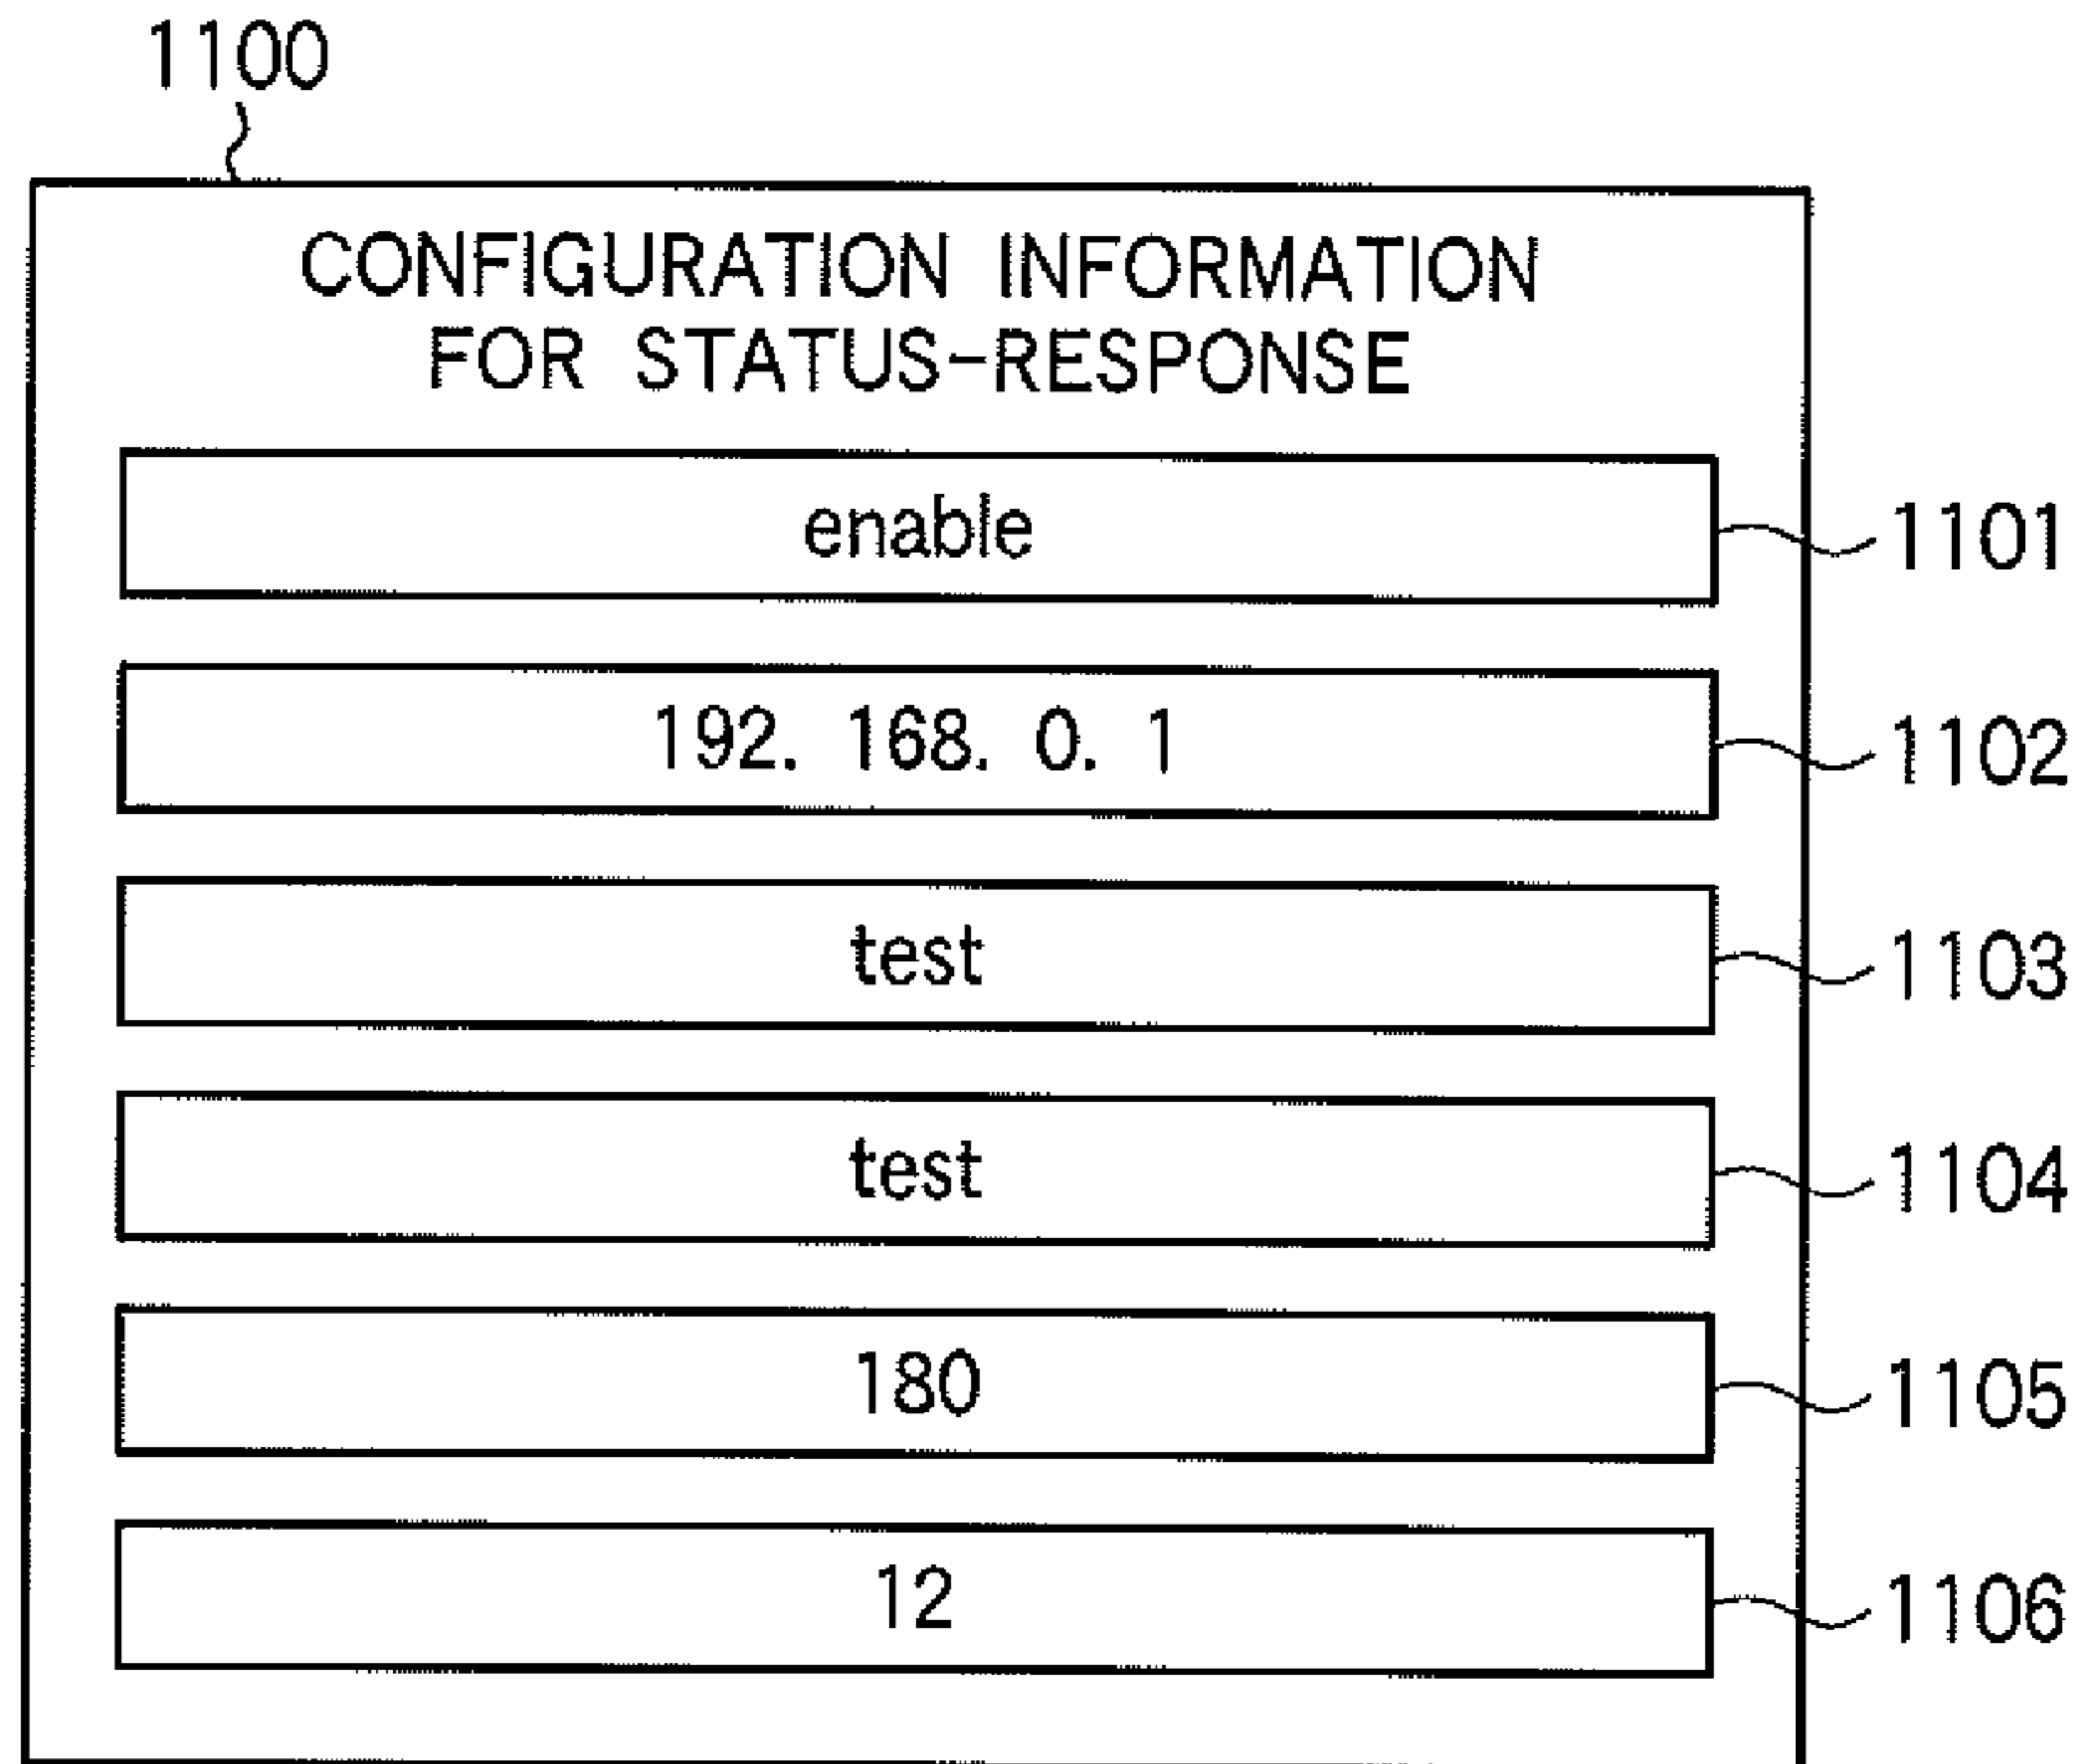 1100
CONFIGURATION INFORMATION
FOR STATUS-RESPONSE
enable
1101
192. 168. 0. 1
1102
test
1103
test
1104
180
1105
12
1106